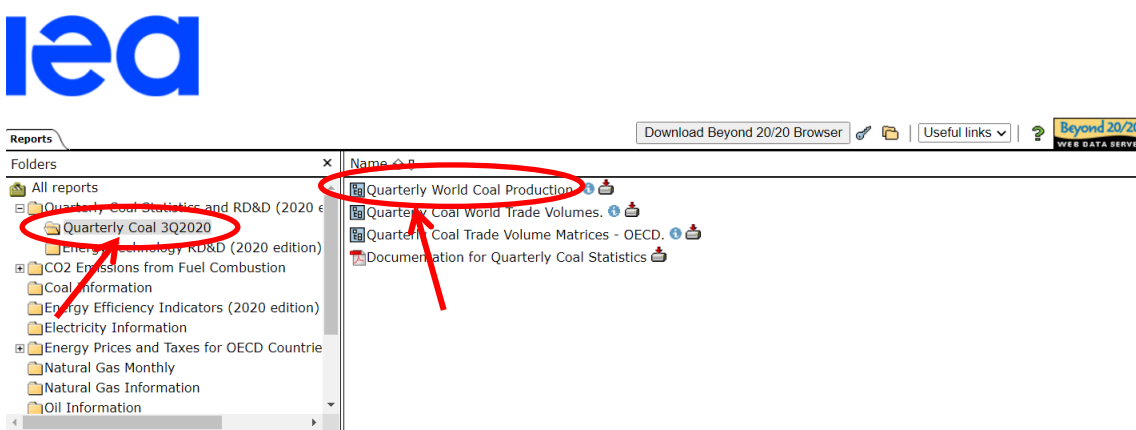 iea
Reports
Download Beyond 20/20 Browser
Useful links
?
Beyond 20/20
WEB DATA SERVE
Folders
Name
All reports
Quarterly Coal Statistics and RD&D (2020 e
Quarterly Coal 3Q2020
Energy Technology RD&D (2020 edition)
CO2 Emissions from Fuel Combustion
Coal Information
Energy Efficiency Indicators (2020 edition)
Electricity Information
Energy Prices and Taxes for OECD Countrie
Natural Gas Monthly
Natural Gas Information
Oil Information
Quarterly World Coal Production
Quarterly Coal World Trade Volumes.
Quarterly Coal Trade Volume Matrices - OECD.
Documentation for Quarterly Coal Statistics